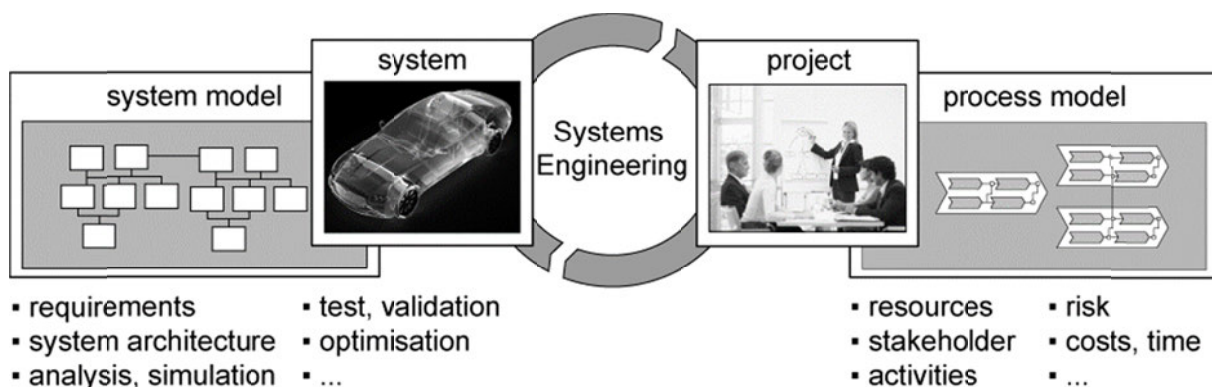 system model
system
Systems
Engineering
project
process model
▪ requirements
▪ system architecture
▪ analysis, simulation
▪ test, validation
▪ optimisation
▪ ...
▪ resources
▪ stakeholder
▪ activities
▪ risk
▪ costs, time
▪ ...